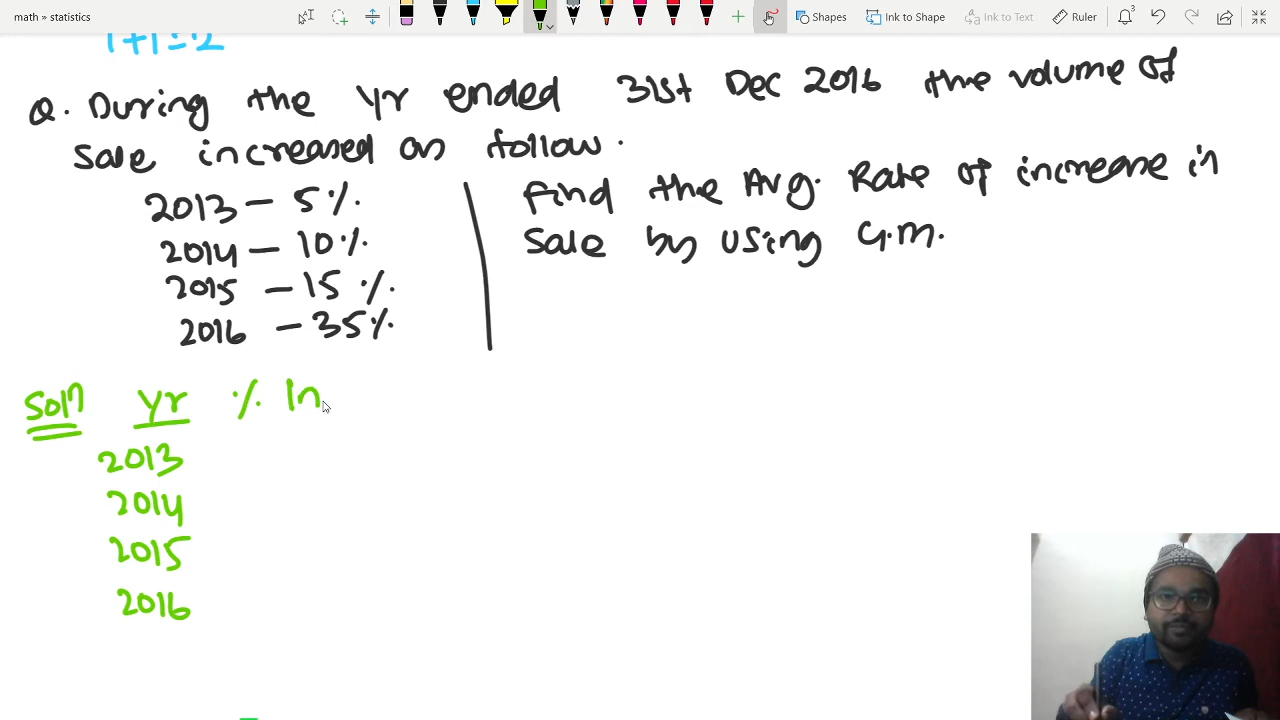 math » statistics
Shapes
Ink to Shape
Ink to Text
Ruler
1+1=2
Q. During the Yr ended 31st Dec 2016 the volume of
Sale increased as follow.
2013 – 5%
2014 – 10%
2015 – 15%
2016 – 35%
find the Avg. Rate of increase in
Sale by using G.M.
Soln Yr % In
2013
2014
2015
2016